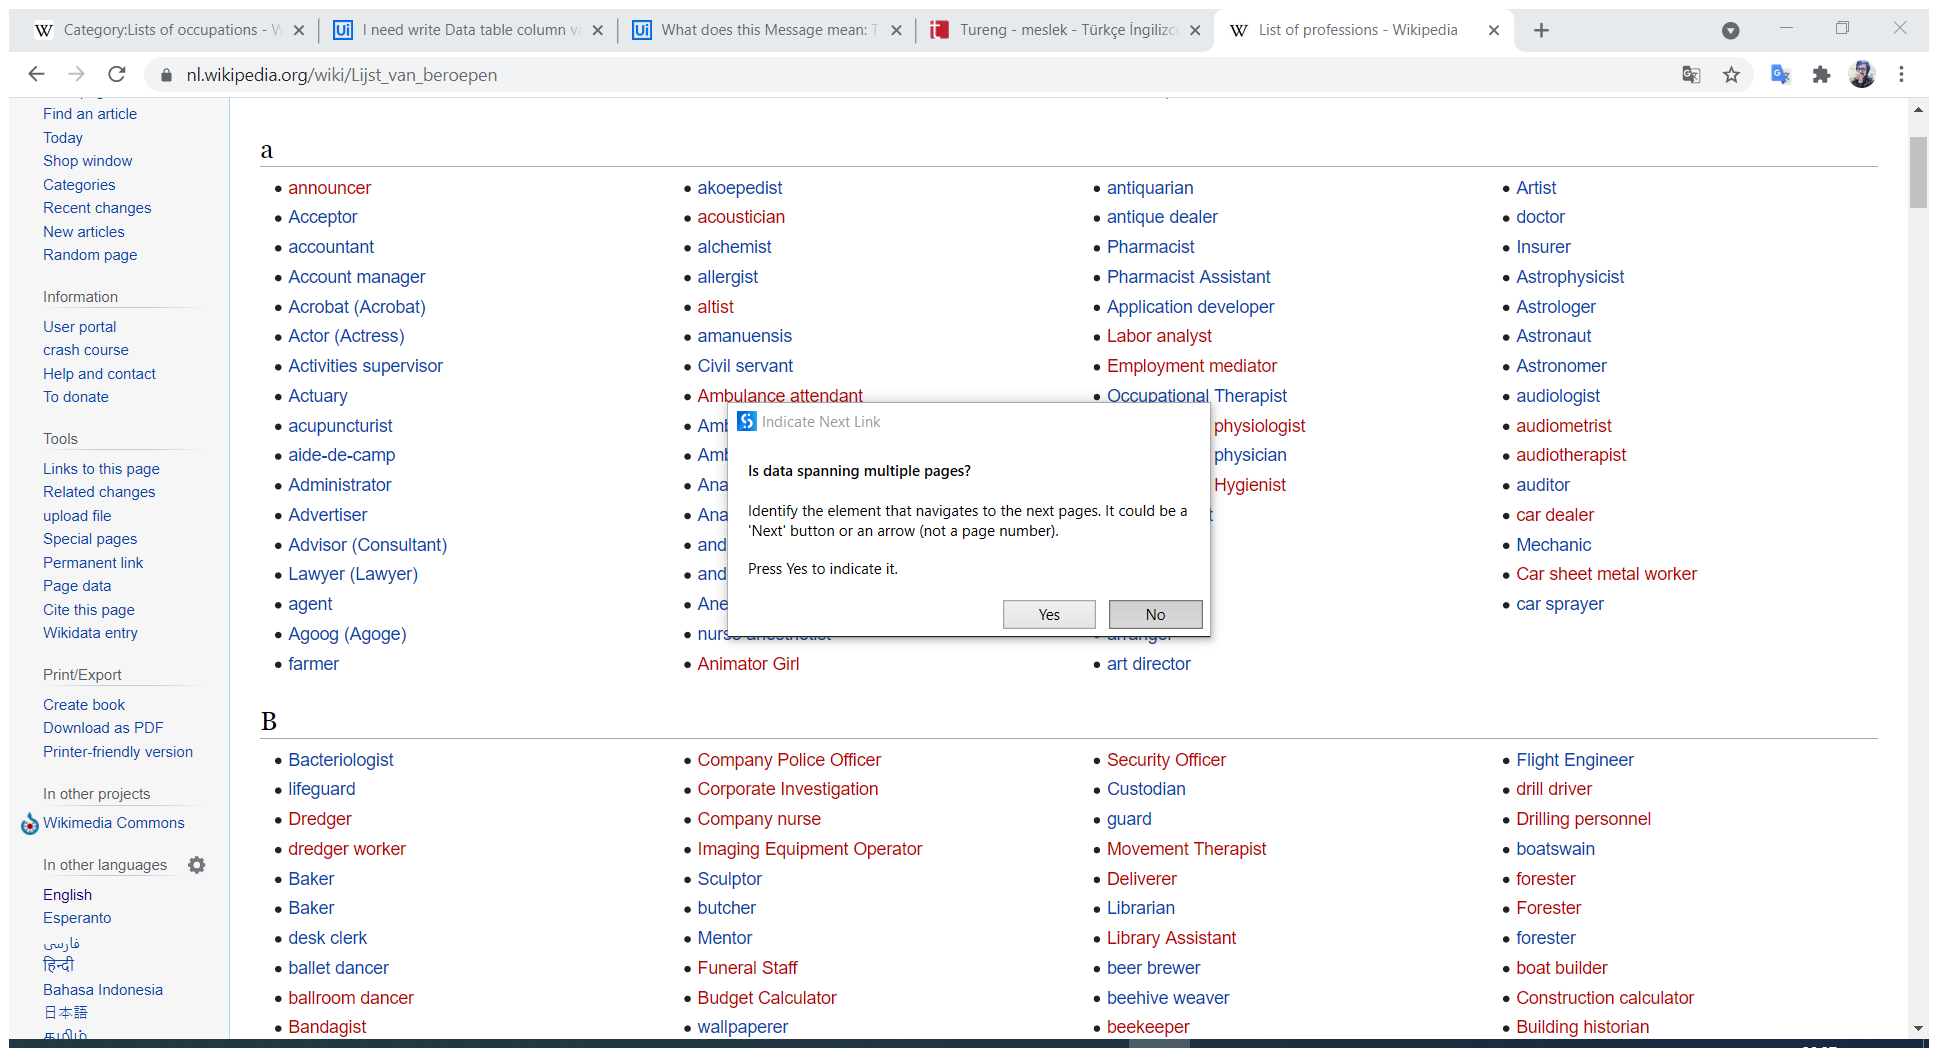 Category:Lists of occupations - W
I need write Data table column va
What does this Message mean: T
Tureng - meslek - Türkçe İngilizce
List of professions - Wikipedia
nl.wikipedia.org/wiki/Lijst_van_beroepen
Find an article
Today
Shop window
Categories
Recent changes
New articles
Random page
Information
User portal
crash course
Help and contact
To donate
Tools
Links to this page
Related changes
upload file
Special pages
Permanent link
Page data
Cite this page
Wikidata entry
Print/Export
Create book
Download as PDF
Printer-friendly version
In other projects
Wikimedia Commons
In other languages
English
Esperanto
فارسی
हिन्दी
Bahasa Indonesia
日本語
தமிழ்
a
announcer
Acceptor
accountant
Account manager
Acrobat (Acrobat)
Actor (Actress)
Activities supervisor
Actuary
acupuncturist
aide-de-camp
Administrator
Advertiser
Advisor (Consultant)
Lawyer (Lawyer)
agent
Agoog (Agoge)
farmer
akoepedist
acoustician
alchemist
allergist
altist
amanuensis
Civil servant
Ambulance attendant
Amb
Amb
Ana
Ana
and
and
Ane
nurse anesthetist
Animator Girl
antiquarian
antique dealer
Pharmacist
Pharmacist Assistant
Application developer
Labor analyst
Employment mediator
Occupational Therapist
physiologist
physician
Hygienist
t
arranger
art director
Artist
doctor
Insurer
Astrophysicist
Astrologer
Astronaut
Astronomer
audiologist
audiometrist
audiotherapist
auditor
car dealer
Mechanic
Car sheet metal worker
car sprayer
Indicate Next Link
Is data spanning multiple pages?
Identify the element that navigates to the next pages. It could be a
'Next' button or an arrow (not a page number).
Press Yes to indicate it.
Yes
No
B
Bacteriologist
lifeguard
Dredger
dredger worker
Baker
Baker
desk clerk
ballet dancer
ballroom dancer
Bandagist
Company Police Officer
Corporate Investigation
Company nurse
Imaging Equipment Operator
Sculptor
butcher
Mentor
Funeral Staff
Budget Calculator
wallpaperer
Security Officer
Custodian
guard
Movement Therapist
Deliverer
Librarian
Library Assistant
beer brewer
beehive weaver
beekeeper
Flight Engineer
drill driver
Drilling personnel
boatswain
forester
Forester
forester
boat builder
Construction calculator
Building historian